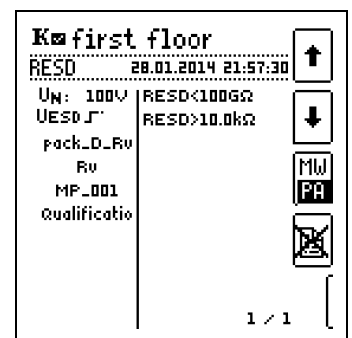 first floor
RESD 28.01.2014 21:57:30
UN: 100V
UESD
pack_D_Rv
Rv
MP_001
Qualificatio
RESD<100GΩ
RESD>10.0kΩ
MW
PA
1 / 1